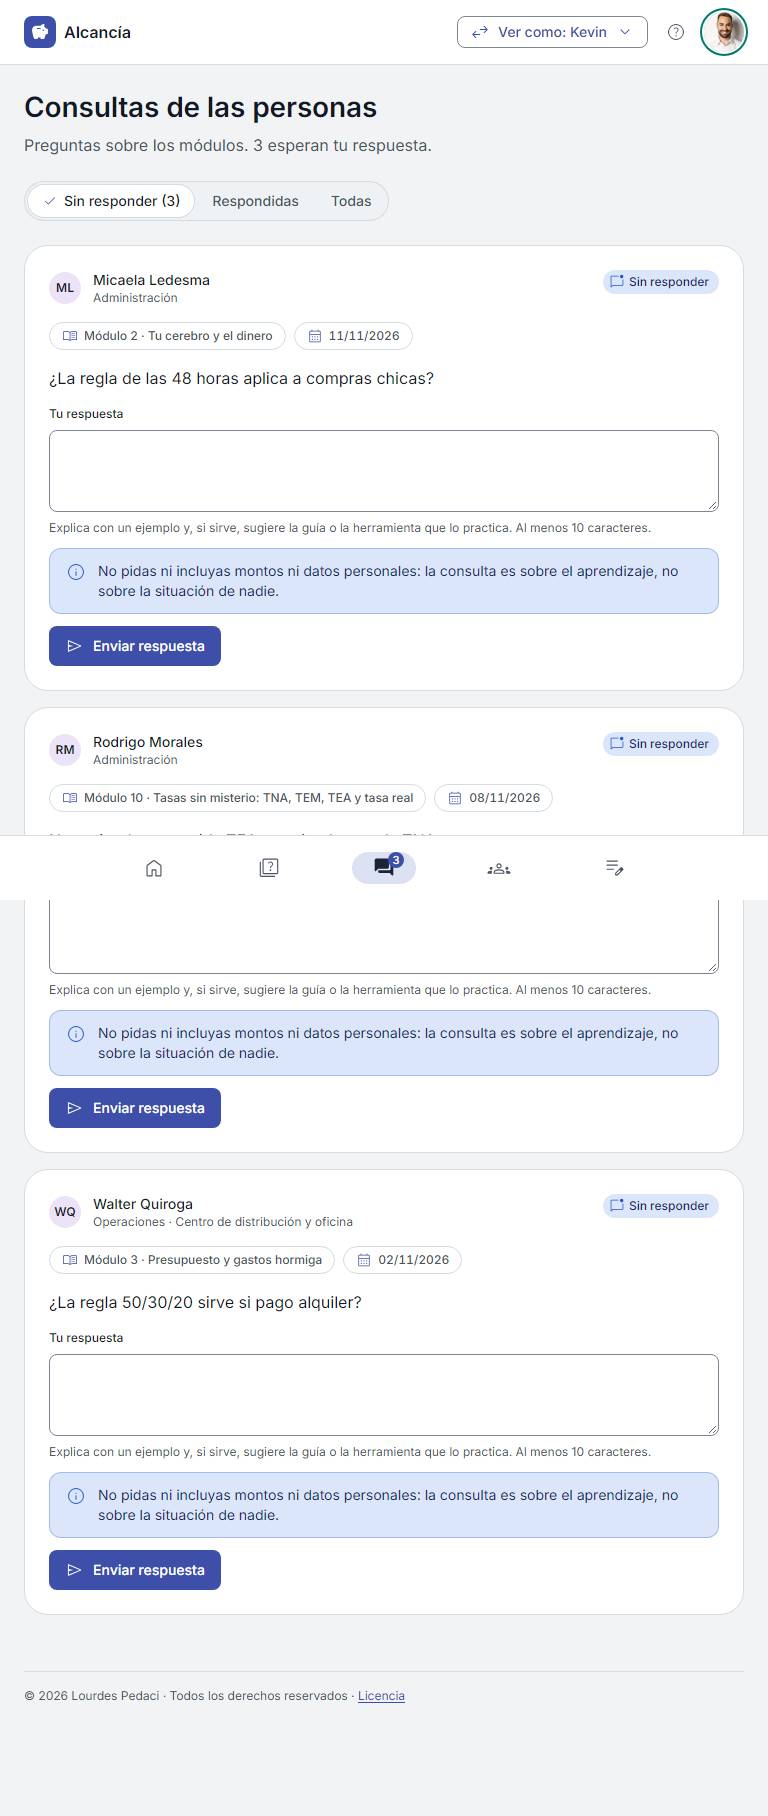 Alcancía
Ver como: Kevin
Consultas de las personas
Preguntas sobre los módulos. 3 esperan tu respuesta.
Sin responder (3)
Respondidas
Todas
ML
Micaela Ledesma
Administración
Sin responder
Módulo 2 · Tu cerebro y el dinero
11/11/2026
¿La regla de las 48 horas aplica a compras chicas?
Tu respuesta
Explica con un ejemplo y, si sirve, sugiere la guía o la herramienta que lo practica. Al menos 10 caracteres.
No pidas ni incluyas montos ni datos personales: la consulta es sobre el aprendizaje, no
sobre la situación de nadie.
Enviar respuesta
RM
Rodrigo Morales
Administración
Sin responder
Módulo 10 · Tasas sin misterio: TNA, TEM, TEA y tasa real
08/11/2026
3
Explica con un ejemplo y, si sirve, sugiere la guía o la herramienta que lo practica. Al menos 10 caracteres.
No pidas ni incluyas montos ni datos personales: la consulta es sobre el aprendizaje, no
sobre la situación de nadie.
Enviar respuesta
WQ
Walter Quiroga
Operaciones · Centro de distribución y oficina
Sin responder
Módulo 3 · Presupuesto y gastos hormiga
02/11/2026
¿La regla 50/30/20 sirve si pago alquiler?
Tu respuesta
Explica con un ejemplo y, si sirve, sugiere la guía o la herramienta que lo practica. Al menos 10 caracteres.
No pidas ni incluyas montos ni datos personales: la consulta es sobre el aprendizaje, no
sobre la situación de nadie.
Enviar respuesta
© 2026 Lourdes Pedaci · Todos los derechos reservados · Licencia